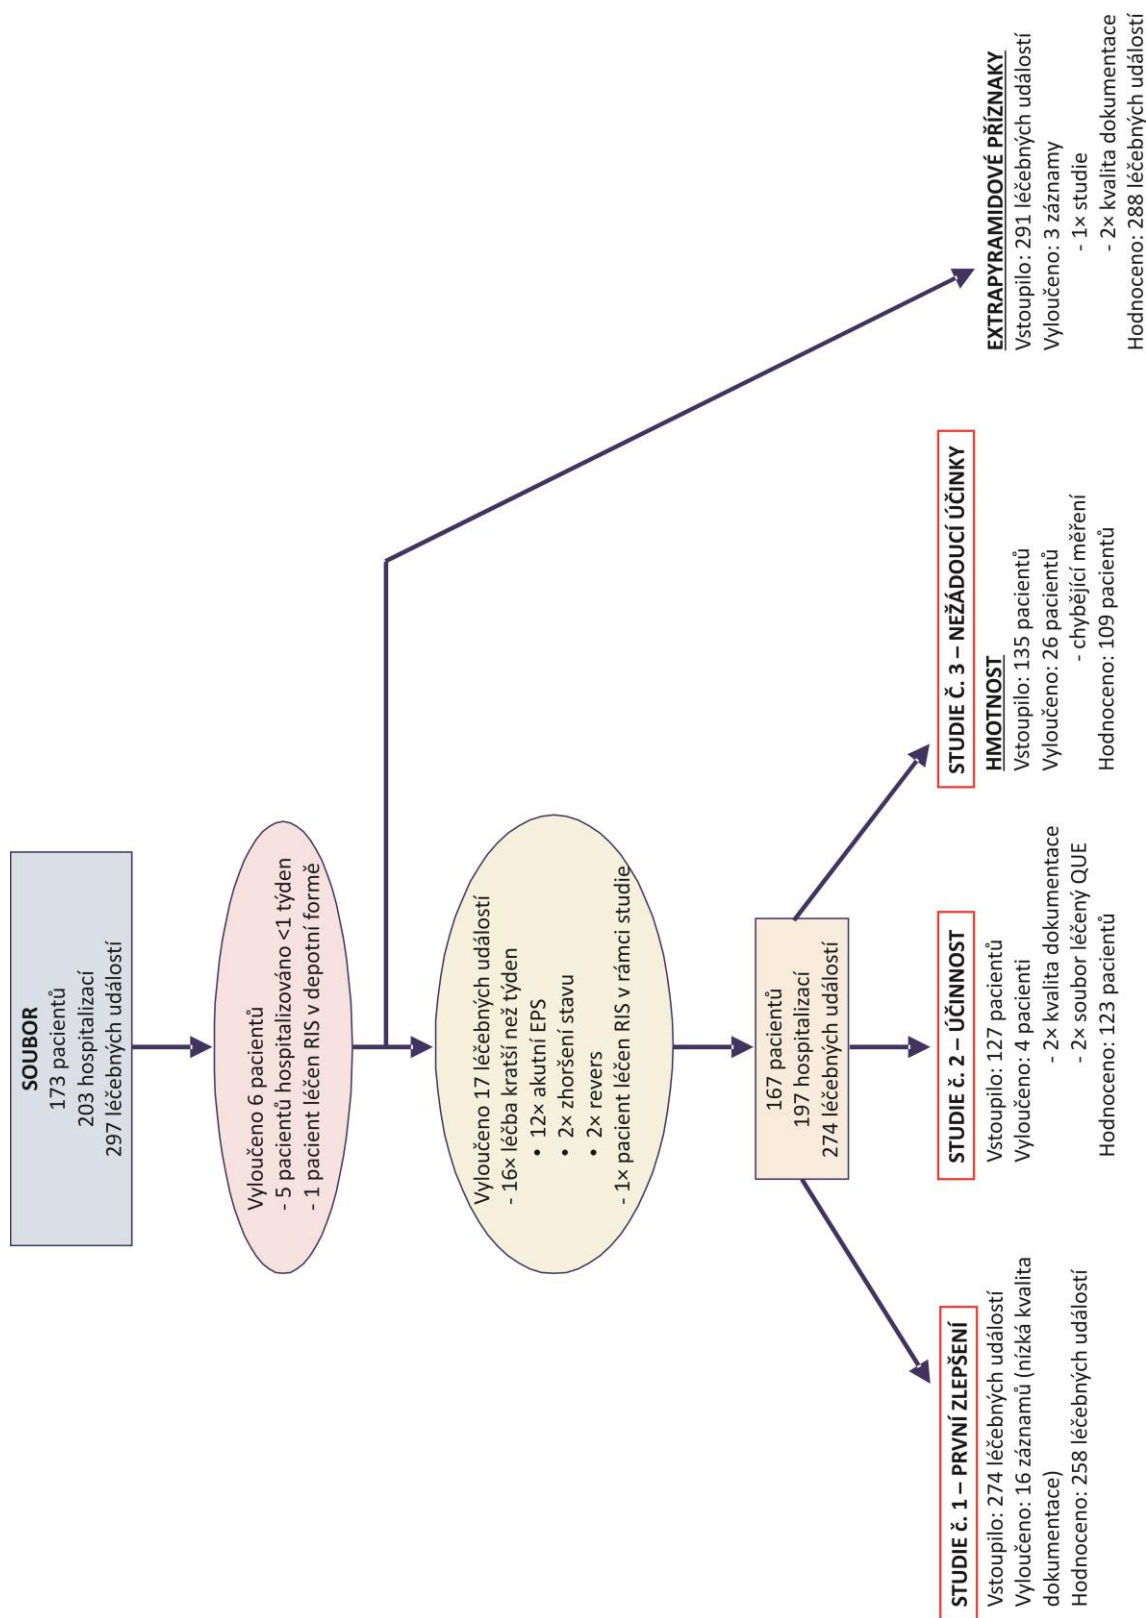 SOUBOR
173 pacientů
203 hospitalizací
297 léčebných událostí
Vyloučeno 6 pacientů
- 5 pacientů hospitalizováno <1 týden
- 1 pacient léčen RIS v depotní formě
Vyloučeno 17 léčebných událostí
- 16× léčba kratší než týden
• 12× akutní EPS
• 2× zhoršení stavu
• 2× revers
- 1× pacient léčen RIS v rámci studie
167 pacientů
197 hospitalizací
274 léčebných událostí
STUDIE č. 1 – PRVNÍ ZLEPŠENÍ
Vstoupilo: 274 léčebných událostí
Vyloučeno: 16 záznamů (nízká kvalita
dokumentace)
Hodnoceno: 258 léčebných událostí
STUDIE č. 2 – ÚČINNOST
Vstoupilo: 127 pacientů
Vyloučeno: 4 pacienti
- 2× kvalita dokumentace
- 2× soubor léčený QUE
Hodnoceno: 123 pacientů
STUDIE Č. 3 – NEŽÁDOUCÍ ÚČINKY
HMOTNOST
Vstoupilo: 135 pacientů
Vyloučeno: 26 pacientů
- chybějící měření
Hodnoceno: 109 pacientů
EXTRAPYRAMIDOVÉ PŘÍZNAKY
Vstoupilo: 291 léčebných událostí
Vyloučeno: 3 záznamy
- 1× studie
- 2× kvalita dokumentace
Hodnoceno: 288 léčebných událostí